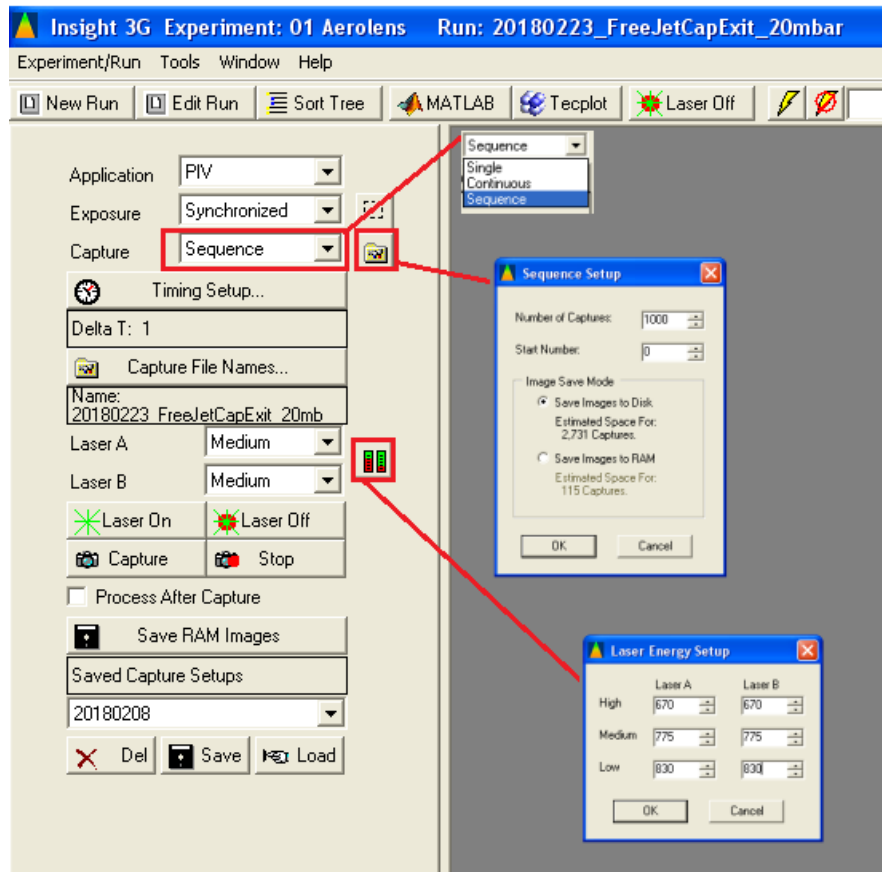 Insight 3G Experiment: 01 Aerolens Run: 20180223_FreeJetCapExit_20mbar
Experiment/Run Tools Window Help
New Run Edit Run Sort Tree MATLAB Tecplot Laser Off
Application PIV
Exposure Synchronized
Capture Sequence
Timing Setup...
Delta T: 1
Capture File Names...
Name:
20180223_FreeJetCapExit_20mb
Laser A Medium
Laser B Medium
Laser On Laser Off
Capture Stop
Process After Capture
Save RAM Images
Saved Capture Setups
20180208
Del Save Load
Sequence
Single
Continuous
Sequence
Sequence Setup
Number of Captures: 1000
Start Number: 0
Image Save Mode
Save Images to Disk
Estimated Space For:
2,731 Captures.
Save Images to RAM
Estimated Space For:
115 Captures.
OK Cancel
Laser Energy Setup
Laser A Laser B
High 670 670
Medium 775 775
Low 830 830
OK Cancel